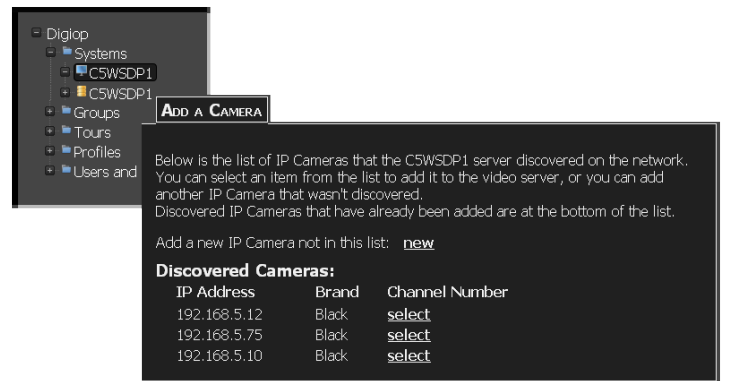 Digiop
Systems
C5WSDP1
C5WSDP1
Groups
Tours
Profiles
Users and
Add a Camera
Below is the list of IP Cameras that the C5WSDP1 server discovered on the network.
You can select an item from the list to add it to the video server, or you can add
another IP Camera that wasn't discovered.
Discovered IP Cameras that have already been added are at the bottom of the list.
Add a new IP Camera not in this list: new
Discovered Cameras:
IP Address Brand Channel Number
192.168.5.12 Black select
192.168.5.75 Black select
192.168.5.10 Black select